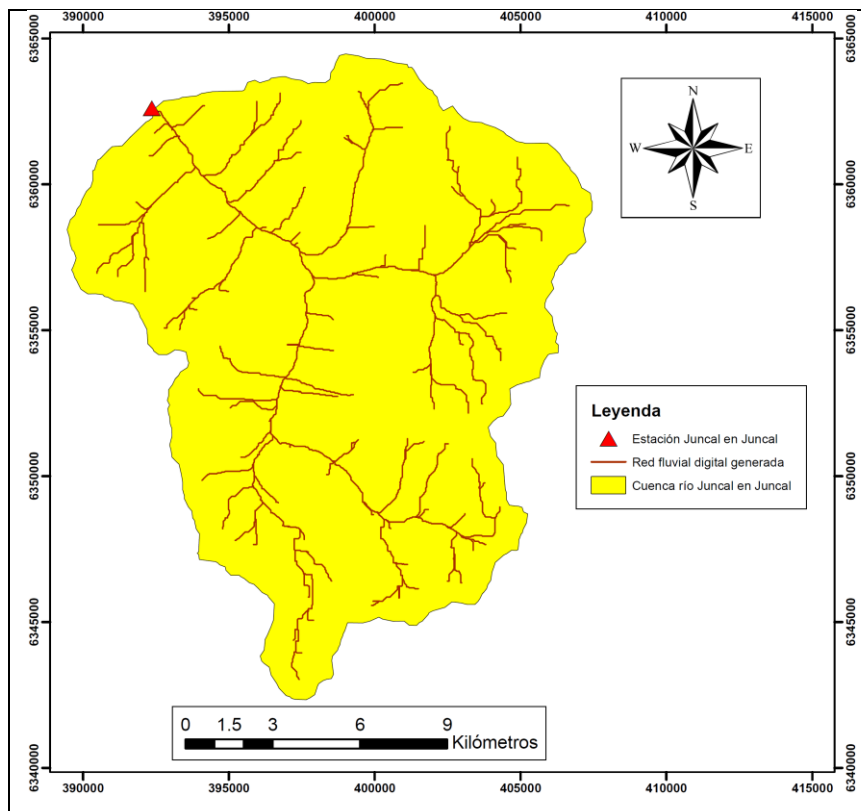 390000 395000 400000 405000 410000 415000
6365000 6365000
N
W E
S
6360000 6360000
6355000 6355000
Leyenda
Estación Juncal en Juncal
Red fluvial digital generada
Cuenca río Juncal en Juncal
6350000 6350000
6345000 6345000
0 1.5 3 6 9
Kilómetros
6340000 6340000
390000 395000 400000 405000 410000 415000